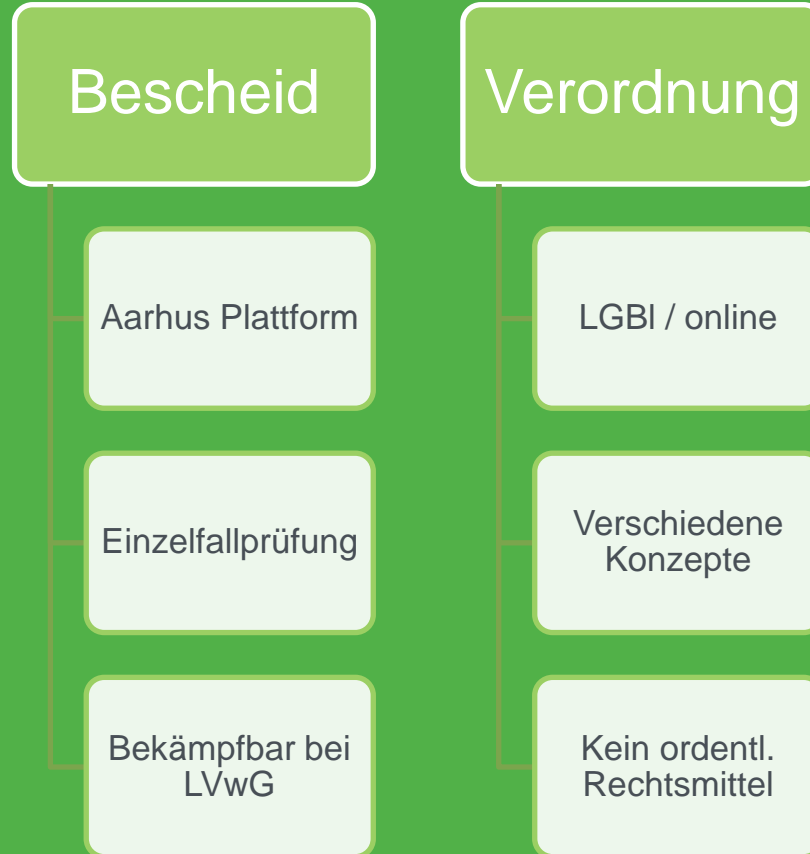 Bescheid
Aarhus Plattform
Einzelfallprüfung
Bekämpfbar bei
LVwG
Verordnung
LGBl / online
Verschiedene
Konzepte
Kein ordentl.
Rechtsmittel